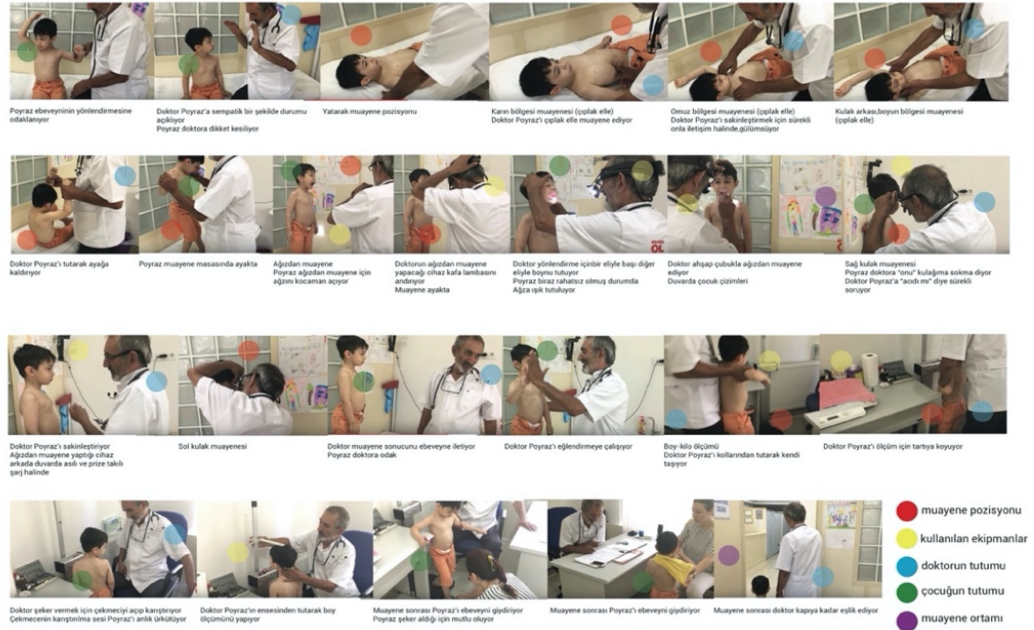 Poyraz ebeveyninin yönlendirmesine
odaklanıyor
Doktor Poyraz'a sempatik bir şekilde durumu
açıklıyor
Poyraz doktora dikket kesiliyor
Yatarak muayene pozisyonu
Karın bölgesi muayenesi (çıplak elle)
Doktor Poyraz'ı çıplak elle muayene ediyor
Omuz bölgesi muayenesi (çıplak elle)
Doktor Poyraz'ı sakinleştirmek için sürekli
onla iletişim halinde,gülümsüyor
Kulak arkası,boyun bölgesi muayenesi
(çıplak elle)
ÖL
Doktor Poyraz'ı tutarak ayağa
kaldırıyor
Poyraz muayene masasında ayakta
Ağızdan muayene
Poyraz ağızdan muayene için
ağzını kocaman açıyor
Doktorun ağızdan muayene
yapacağı cihaz kafa lambasını
andırıyor
Muayene ayakta
Doktor yönlendirme içinbir eliyle başı diğer
eliyle boynu tutuyor
Poyraz biraz rahatsız olmuş durumda
Ağza ışık tutuluyor
Doktor ahşap çubukla ağızdan muayene
ediyor
Duvarda çocuk çizimleri
Sağ kulak muayenesi
Poyraz doktora "onu" kulağıma sokma diyor
Doktor Poyraz'a "acıdı mı" diye sürekli
soruyor
Doktor Poyraz'ı sakinleştiriyor
Ağızdan muayene yaptığı cihaz
arkada duvarda asılı ve prize takılı
şarj halinde
Sol kulak muayenesi
Doktor muayene sonucunu ebeveyne iletiyor
Poyraz doktora odak
Doktor Poyraz'ı eğlendirmeye çalışıyor
Boy-kilo ölçümü
Doktor Poyraz'ı kollarından tutarak kendi
taşıyor
Doktor Poyraz'ı ölçüm için tartıya koyuyor
Doktor şeker vermek için çekmeciyi açıp karıştırıyor
Çekmecenin karıştırılma sesi Poyraz'ı anlık ürkütüyor
Doktor Poyraz'ın ensesinden tutarak boy
ölçümünü yapıyor
Muayene sonrası Poyraz'ı ebeveyni giydiriyor
Poyraz şeker aldığı için mutlu oluyor
Muayene sonrası Poyraz'ı ebeveyni giydiriyor
Muayene sonrası doktor kapıya kadar eşlik ediyor
muayene pozisyonu
kullanılan ekipmanlar
doktorun tutumu
çocuğun tutumu
muayene ortamı